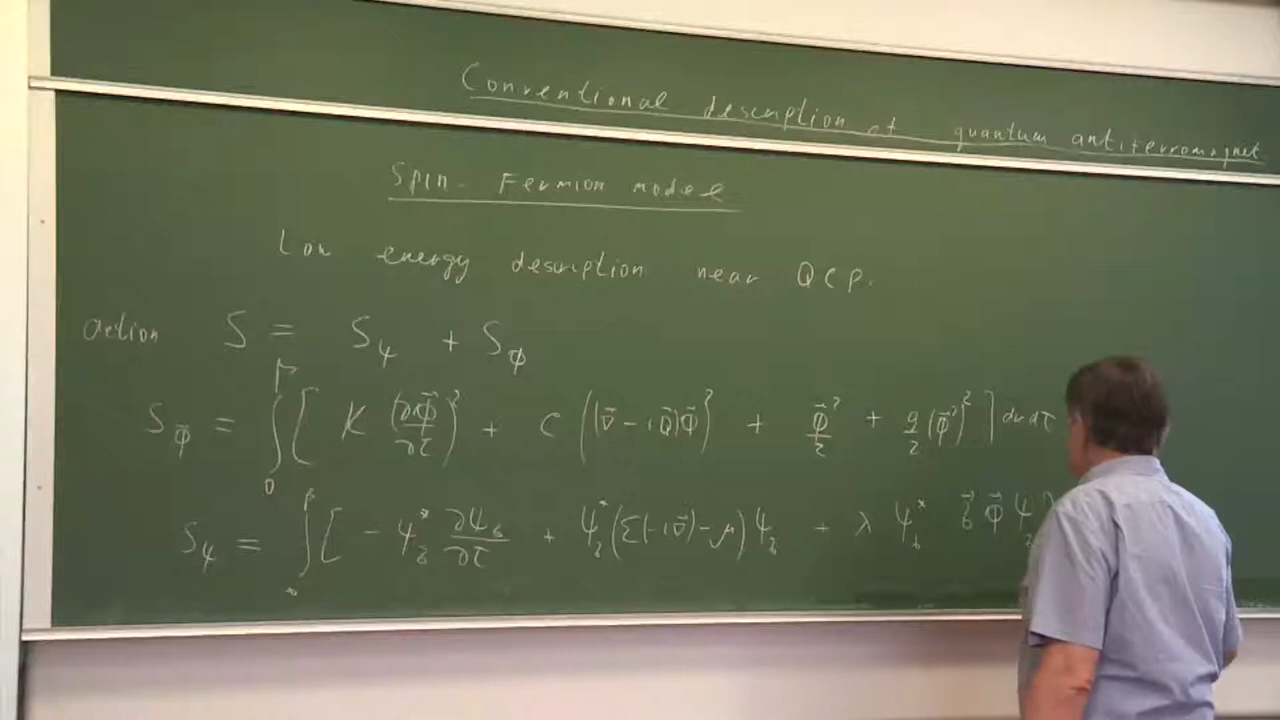 Conventional description of quantum antiferromagnet
Spin-Fermion model
Low energy description near QCP.
action S = S_ψ + S_φ
S_φ⃗ = ∫_0^β [ K (∂φ⃗/∂τ)² + C ((∇⃗ - iQ⃗)φ⃗)² + φ⃗²/2 + g/2 (φ⃗²)² ] dr dτ
S_ψ = ∫_0^β [ - ψ*_σ ∂ψ_σ/∂τ + ψ*_σ (Σ(-i∇⃗) - μ) ψ_σ + λ ψ*_σ σ⃗ φ⃗ ψ